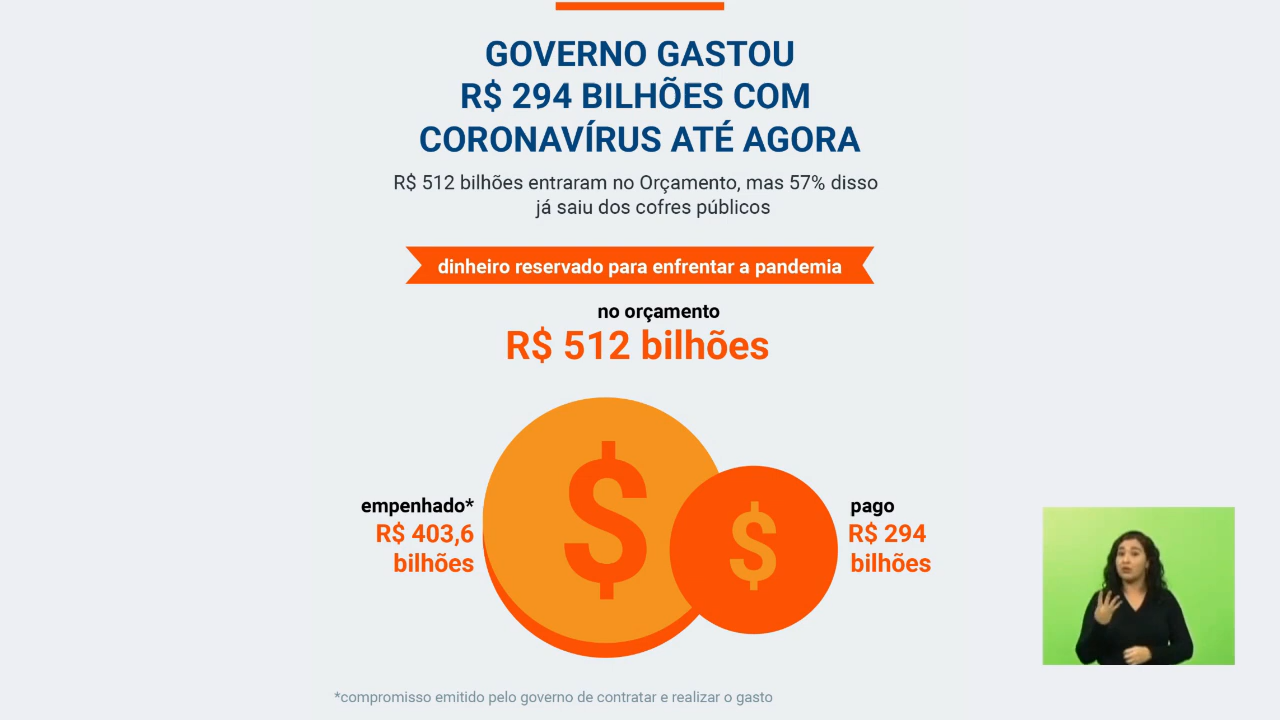 GOVERNO GASTOU
R$ 294 BILHÕES COM
CORONAVÍRUS ATÉ AGORA
R$ 512 bilhões entraram no Orçamento, mas 57% disso
já saiu dos cofres públicos
dinheiro reservado para enfrentar a pandemia
no orçamento
R$ 512 bilhões
$
$
empenhado*
R$ 403,6
bilhões
pago
R$ 294
bilhões
*compromisso emitido pelo governo de contratar e realizar o gasto